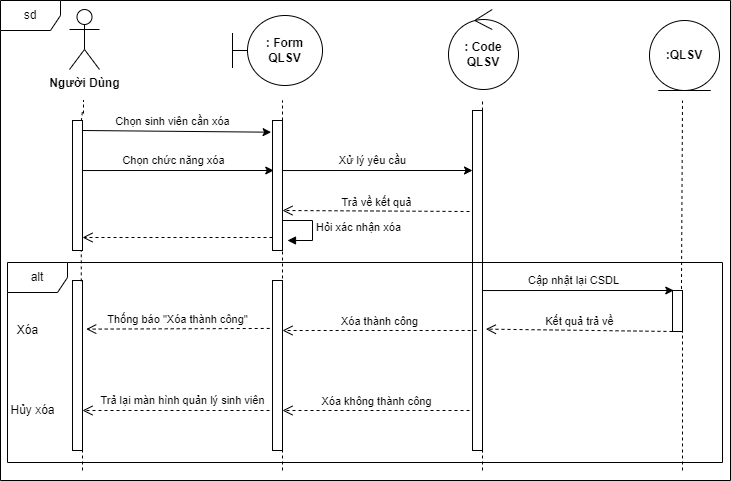 sd
Người Dùng
: Form
QLSV
: Code
QLSV
:QLSV
Chọn sinh viên cần xóa
Chọn chức năng xóa
Xử lý yêu cầu
Trả về kết quả
Hỏi xác nhận xóa
alt
Cập nhật lại CSDL
Xóa
Thống báo "Xóa thành công"
Xóa thành công
Kết quả trả về
Hủy xóa
Trả lại màn hình quản lý sinh viên
Xóa không thành công